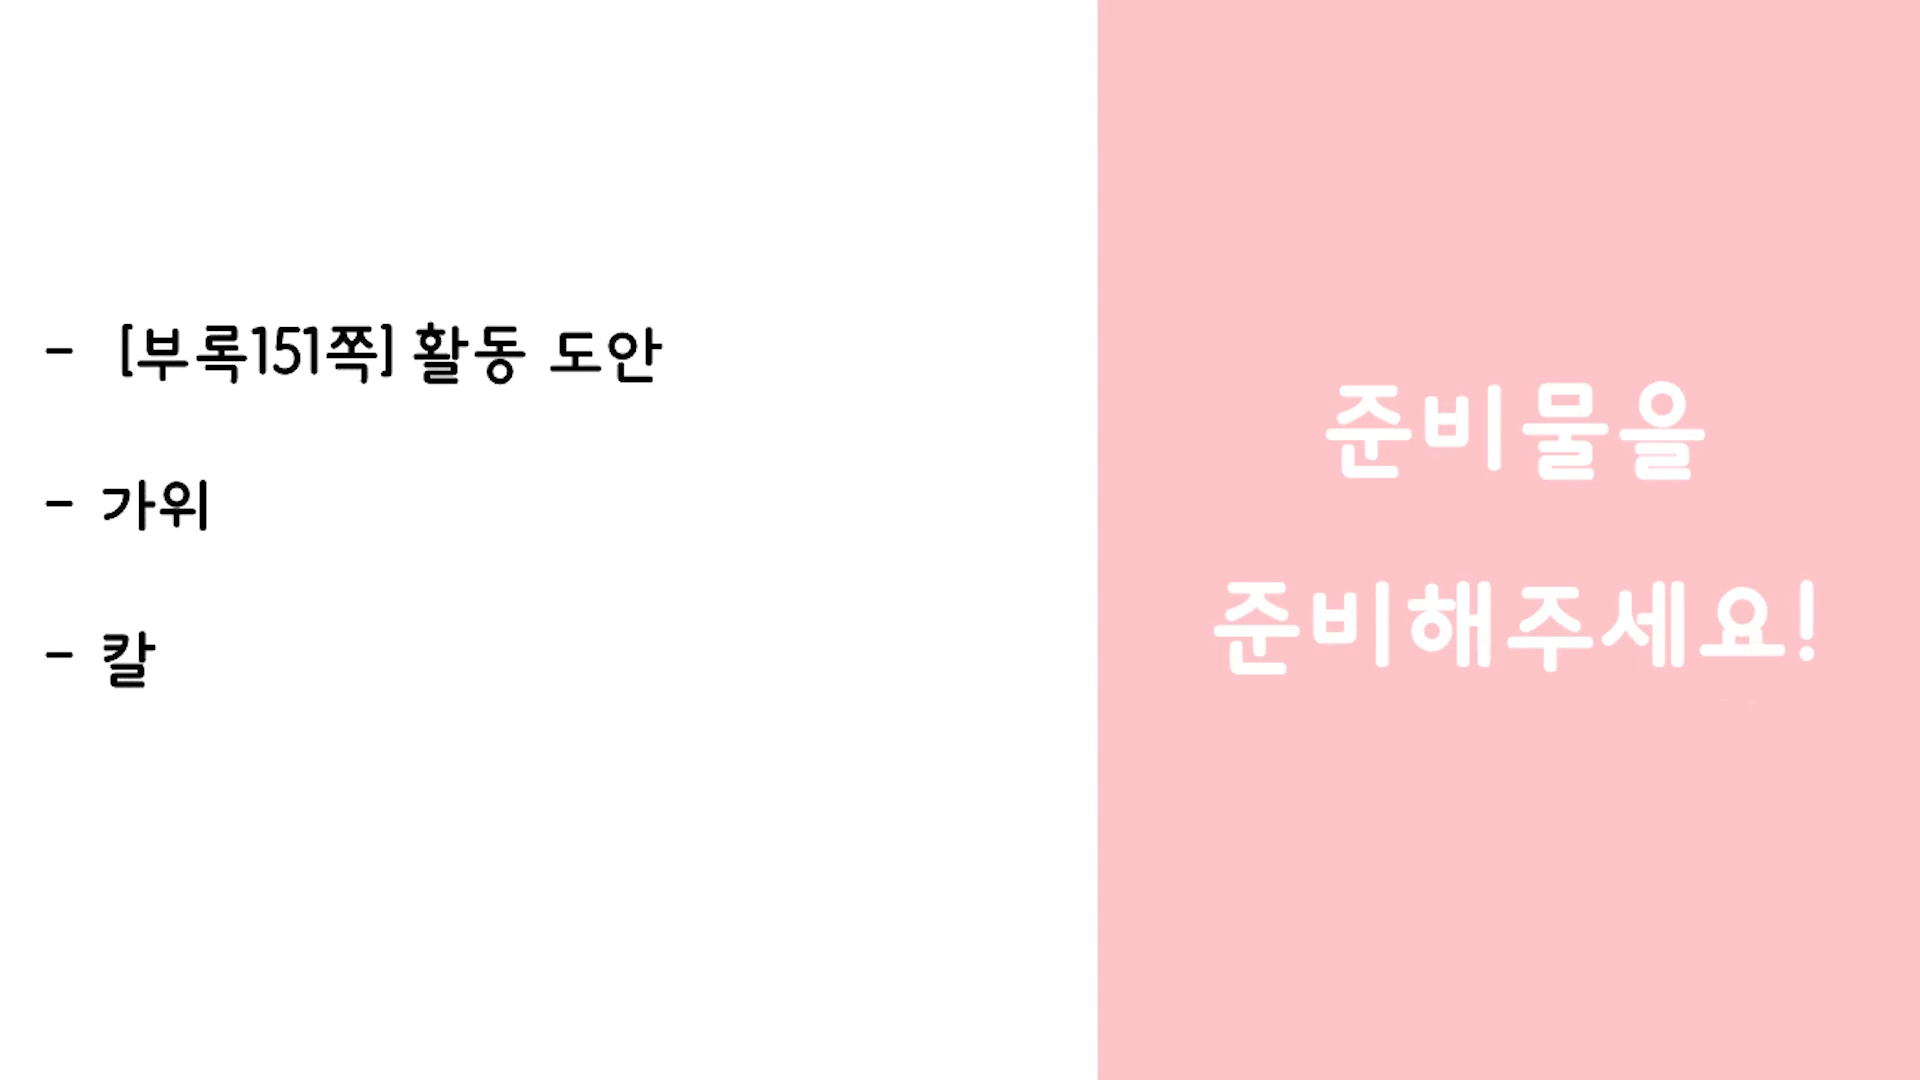 - [부록151쪽] 활동 도안
- 가위
- 칼
준비물을
준비해주세요!